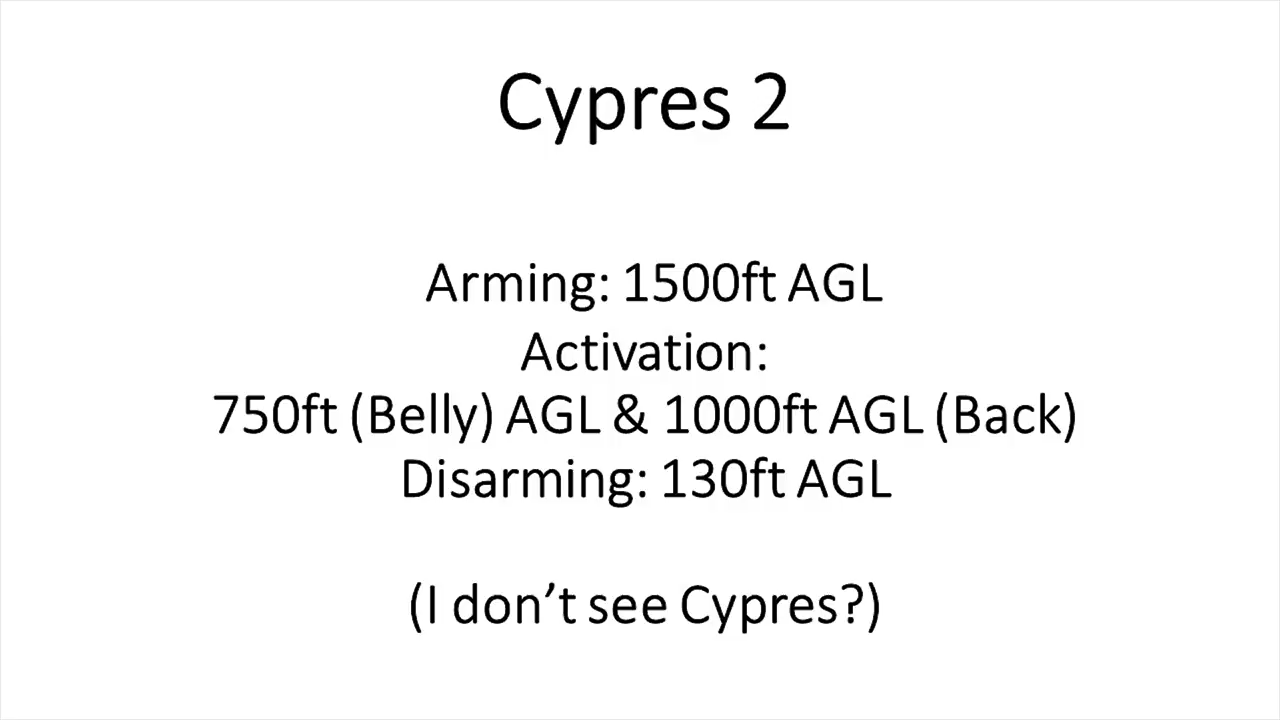 Cypres 2
Arming: 1500ft AGL
Activation:
750ft (Belly) AGL & 1000ft AGL (Back)
Disarming: 130ft AGL
(I don’t see Cypres?)